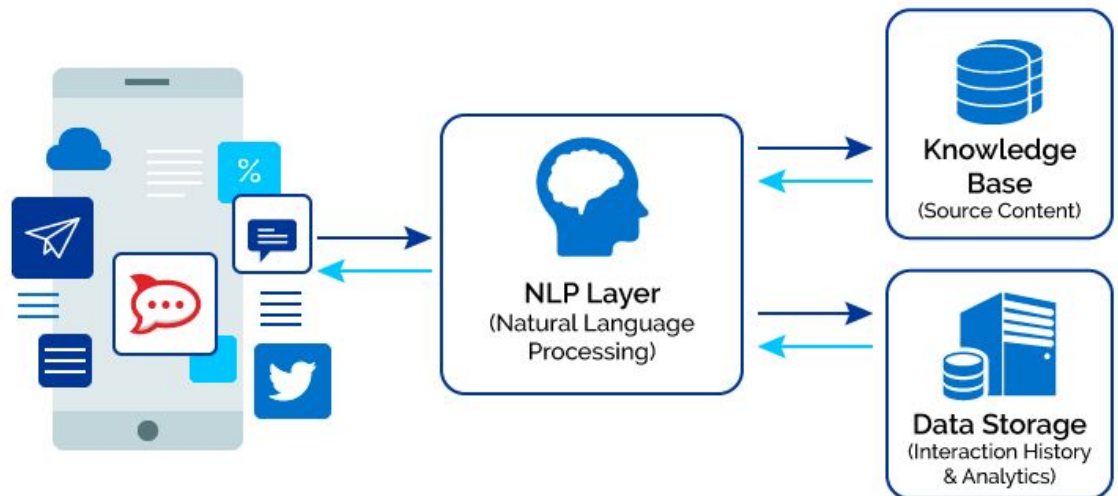 %
NLP Layer
(Natural Language
Processing)
Knowledge
Base
(Source Content)
Data Storage
(Interaction History
& Analytics)